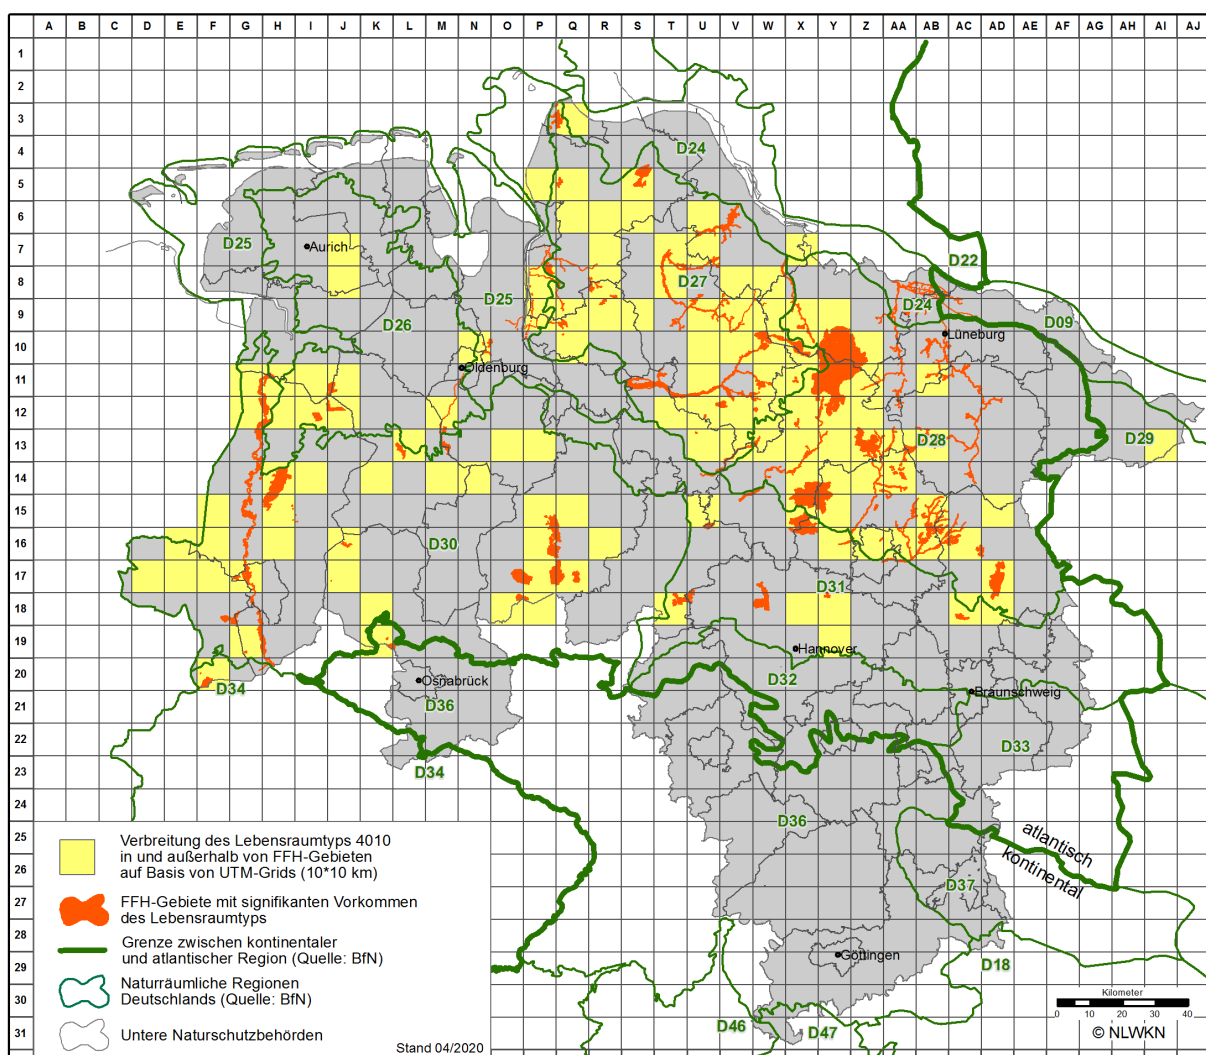 A B C D E F G H I J K L M N O P Q R S T U V W X Y Z AA AB AC AD AE AF AG AH AI AJ
1
2
3
4
D24
5
6
7
D25
Aurich
D22
8
D27
D25
D24
9
D26
D09
10
Lüneburg
Oldenburg
11
12
13
D28
D29
14
15
16
D30
17
D31
18
19
Hannover
20
Osnabrück
D32
D34
Braunschweig
21
D36
22
D33
23
D34
24
D36
25
atlantisch
kontinental
26
D37
27
28
Göttingen
29
D18
30
31
D46
D47
Verbreitung des Lebensraumtyps 4010
in und außerhalb von FFH-Gebieten
auf Basis von UTM-Grids (10*10 km)
FFH-Gebiete mit signifikanten Vorkommen
des Lebensraumtyps
Grenze zwischen kontinentaler
und atlantischer Region (Quelle: BfN)
Naturräumliche Regionen
Deutschlands (Quelle: BfN)
Untere Naturschutzbehörden
Stand 04/2020
Kilometer
0 10 20 30 40
© NLWKN